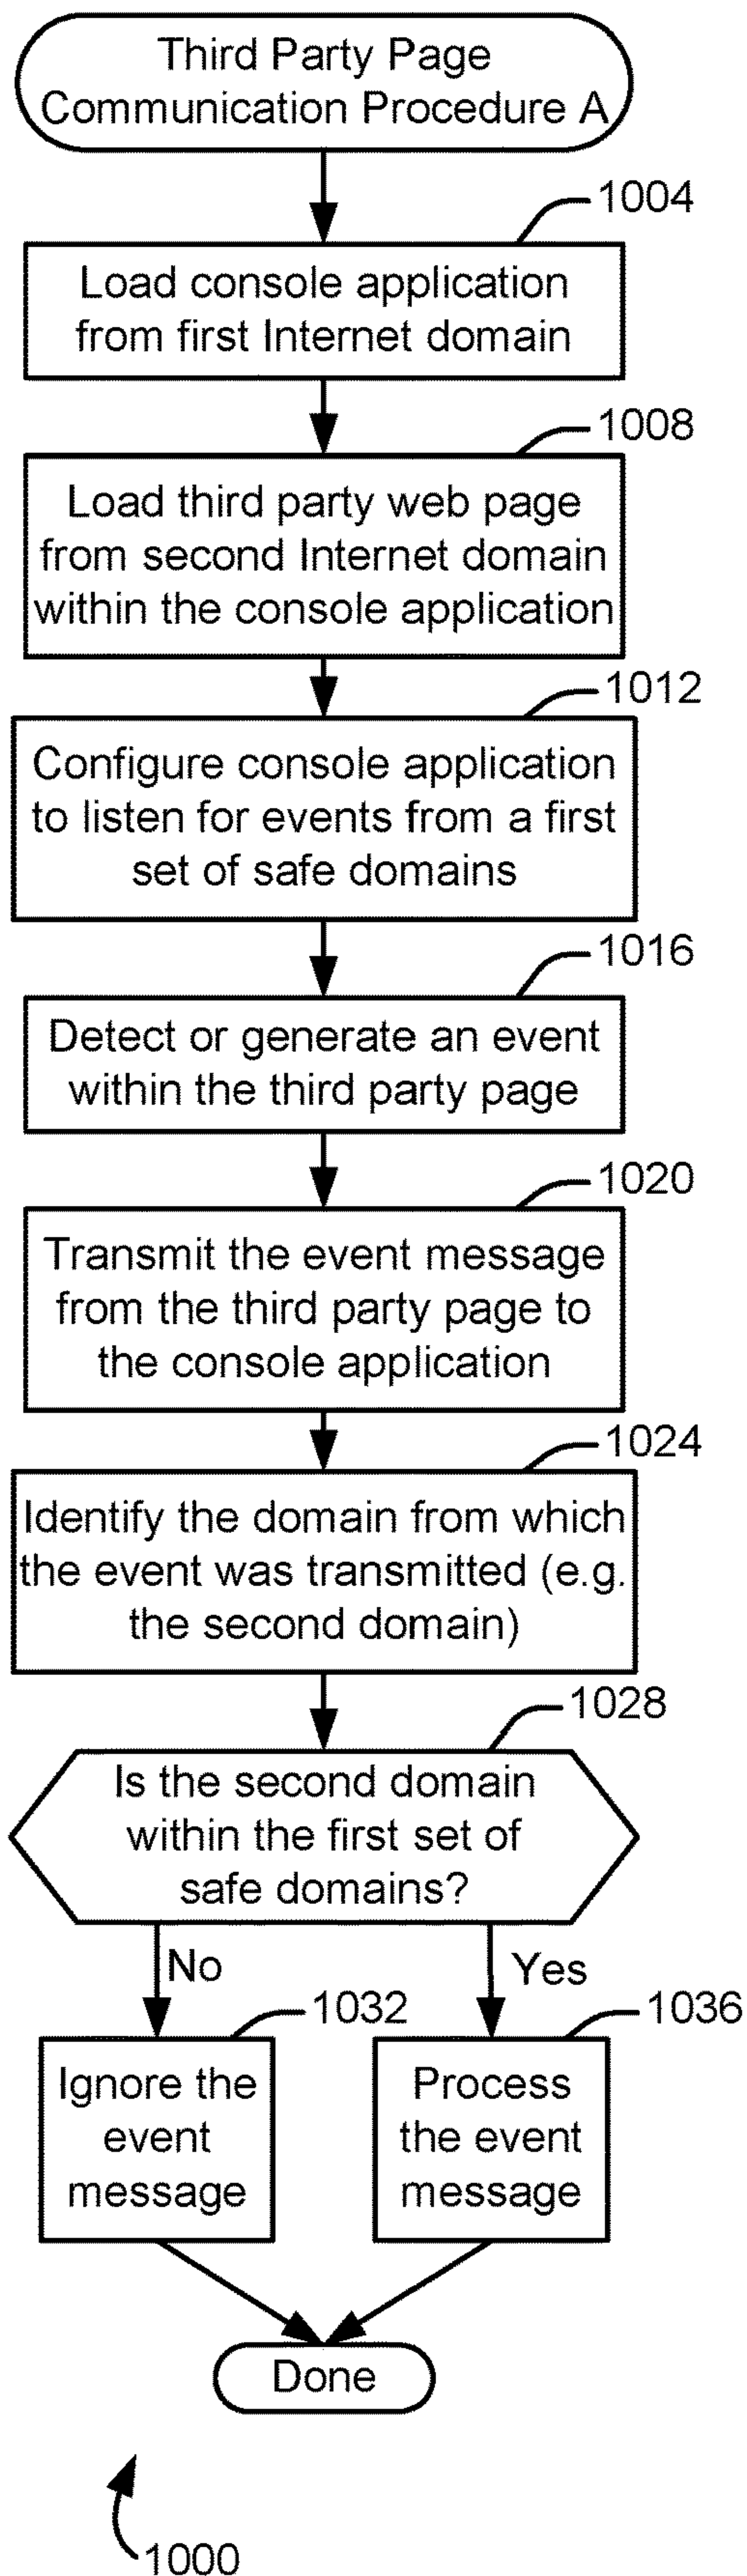 Third Party Page
Communication Procedure A
1004
Load console application
from first Internet domain
1008
Load third party web page
from second Internet domain
within the console application
1012
Configure console application
to listen for events from a first
set of safe domains
1016
Detect or generate an event
within the third party page
1020
Transmit the event message
from the third party page to
the console application
1024
Identify the domain from which
the event was transmitted (e.g.
the second domain)
1028
Is the second domain
within the first set of
safe domains?
No
Yes
1032
1036
Ignore the
event
message
Process
the event
message
Done
1000